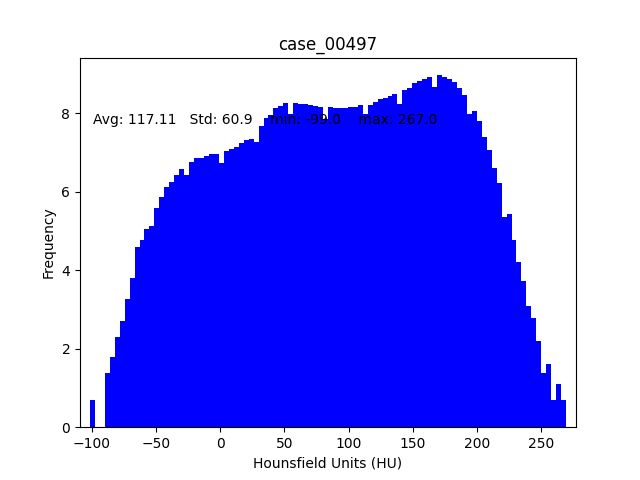 case_00497
Avg: 117.11 Std: 60.9 min: -99.0 max: 267.0
8
6
4
2
0
Frequency
−100 −50 0 50 100 150 200 250
Hounsfield Units (HU)